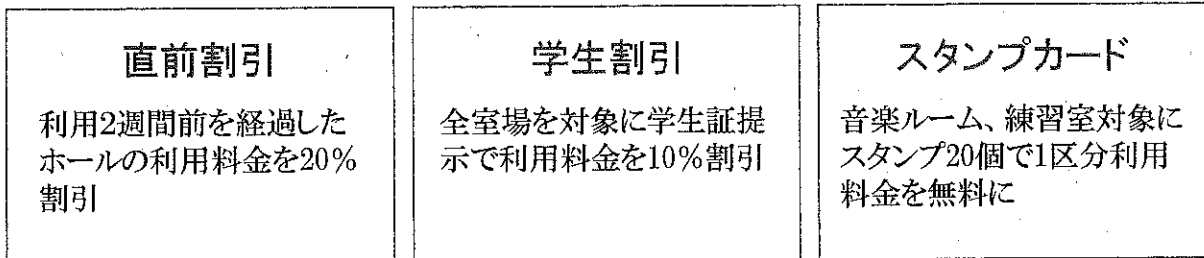 直前割引
利用2週間前を経過した
ホールの利用料金を20%
割引
学生割引
全室場を対象に学生証提
示で利用料金を10%割引
スタンプカード
音楽ルーム、練習室対象に
スタンプ20個で1区分利用
料金を無料に